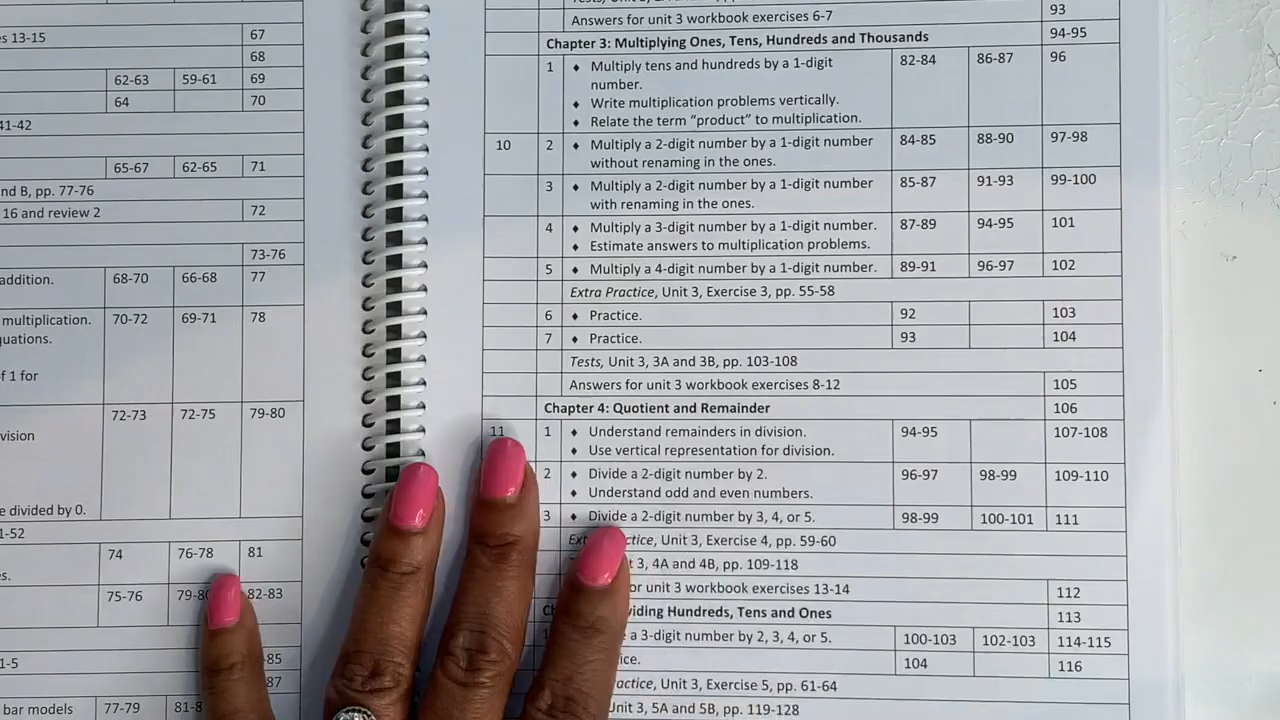 es 13-15 67
68
62-63 59-61 69
64 70
41-42
65-67 62-65 71
nd B, pp. 77-76
16 and review 2 72
73-76
addition. 68-70 66-68 77
multiplication. 70-72 69-71 78
quations.
of 1 for
72-73 72-75 79-80
vision
e divided by 0.
1-52
74 76-78 81
es.
75-76 82-83
1-5 -85
87
bar models 77-79 81-8
Answers for unit 3 workbook exercises 6-7 93
Chapter 3: Multiplying Ones, Tens, Hundreds and Thousands 94-95
1 ♦ Multiply tens and hundreds by a 1-digit 82-84 86-87 96
number.
♦ Write multiplication problems vertically.
♦ Relate the term “product” to multiplication.
10 2 ♦ Multiply a 2-digit number by a 1-digit number 84-85 88-90 97-98
without renaming in the ones.
3 ♦ Multiply a 2-digit number by a 1-digit number 85-87 91-93 99-100
with renaming in the ones.
4 ♦ Multiply a 3-digit number by a 1-digit number. 87-89 94-95 101
♦ Estimate answers to multiplication problems.
5 ♦ Multiply a 4-digit number by a 1-digit number. 89-91 96-97 102
Extra Practice, Unit 3, Exercise 3, pp. 55-58
6 ♦ Practice. 92 103
7 ♦ Practice. 93 104
Tests, Unit 3, 3A and 3B, pp. 103-108
Answers for unit 3 workbook exercises 8-12 105
Chapter 4: Quotient and Remainder 106
11 1 ♦ Understand remainders in division. 94-95 107-108
♦ Use vertical representation for division.
2 ♦ Divide a 2-digit number by 2. 96-97 98-99 109-110
♦ Understand odd and even numbers.
3 ♦ Divide a 2-digit number by 3, 4, or 5. 98-99 100-101 111
Ext ctice, Unit 3, Exercise 4, pp. 59-60
t 3, 4A and 4B, pp. 109-118
or unit 3 workbook exercises 13-14 112
Ch viding Hundreds, Tens and Ones 113
e a 3-digit number by 2, 3, 4, or 5. 100-103 102-103 114-115
ice. 104 116
actice, Unit 3, Exercise 5, pp. 61-64
Unit 3, 5A and 5B, pp. 119-128